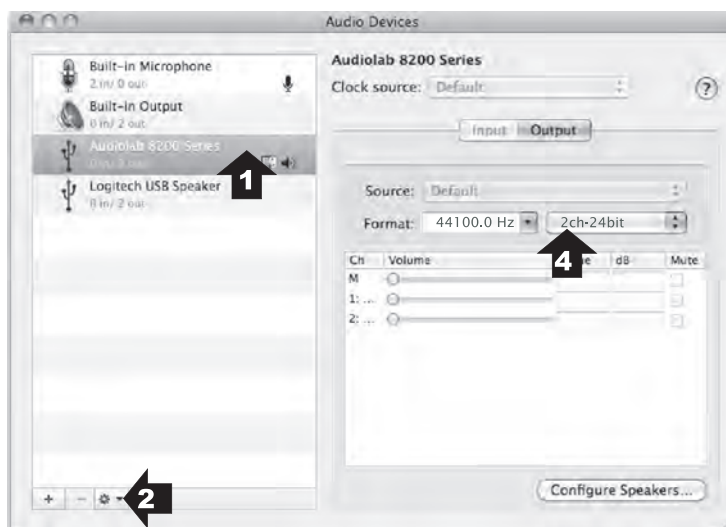 Audio Devices
Built-in Microphone
2 in/ 0 out
Built-in Output
0 in/ 2 out
Audiolab 8200 Series
1
Logitech USB Speaker
0 in/ 2 out
+ − 2
Audiolab 8200 Series
Clock source: Default
?
Input Output
Source: Default
Format: 44100.0 Hz 2ch-24bit
4
Ch Volume dB Mute
M
1: ...
2: ...
Configure Speakers...